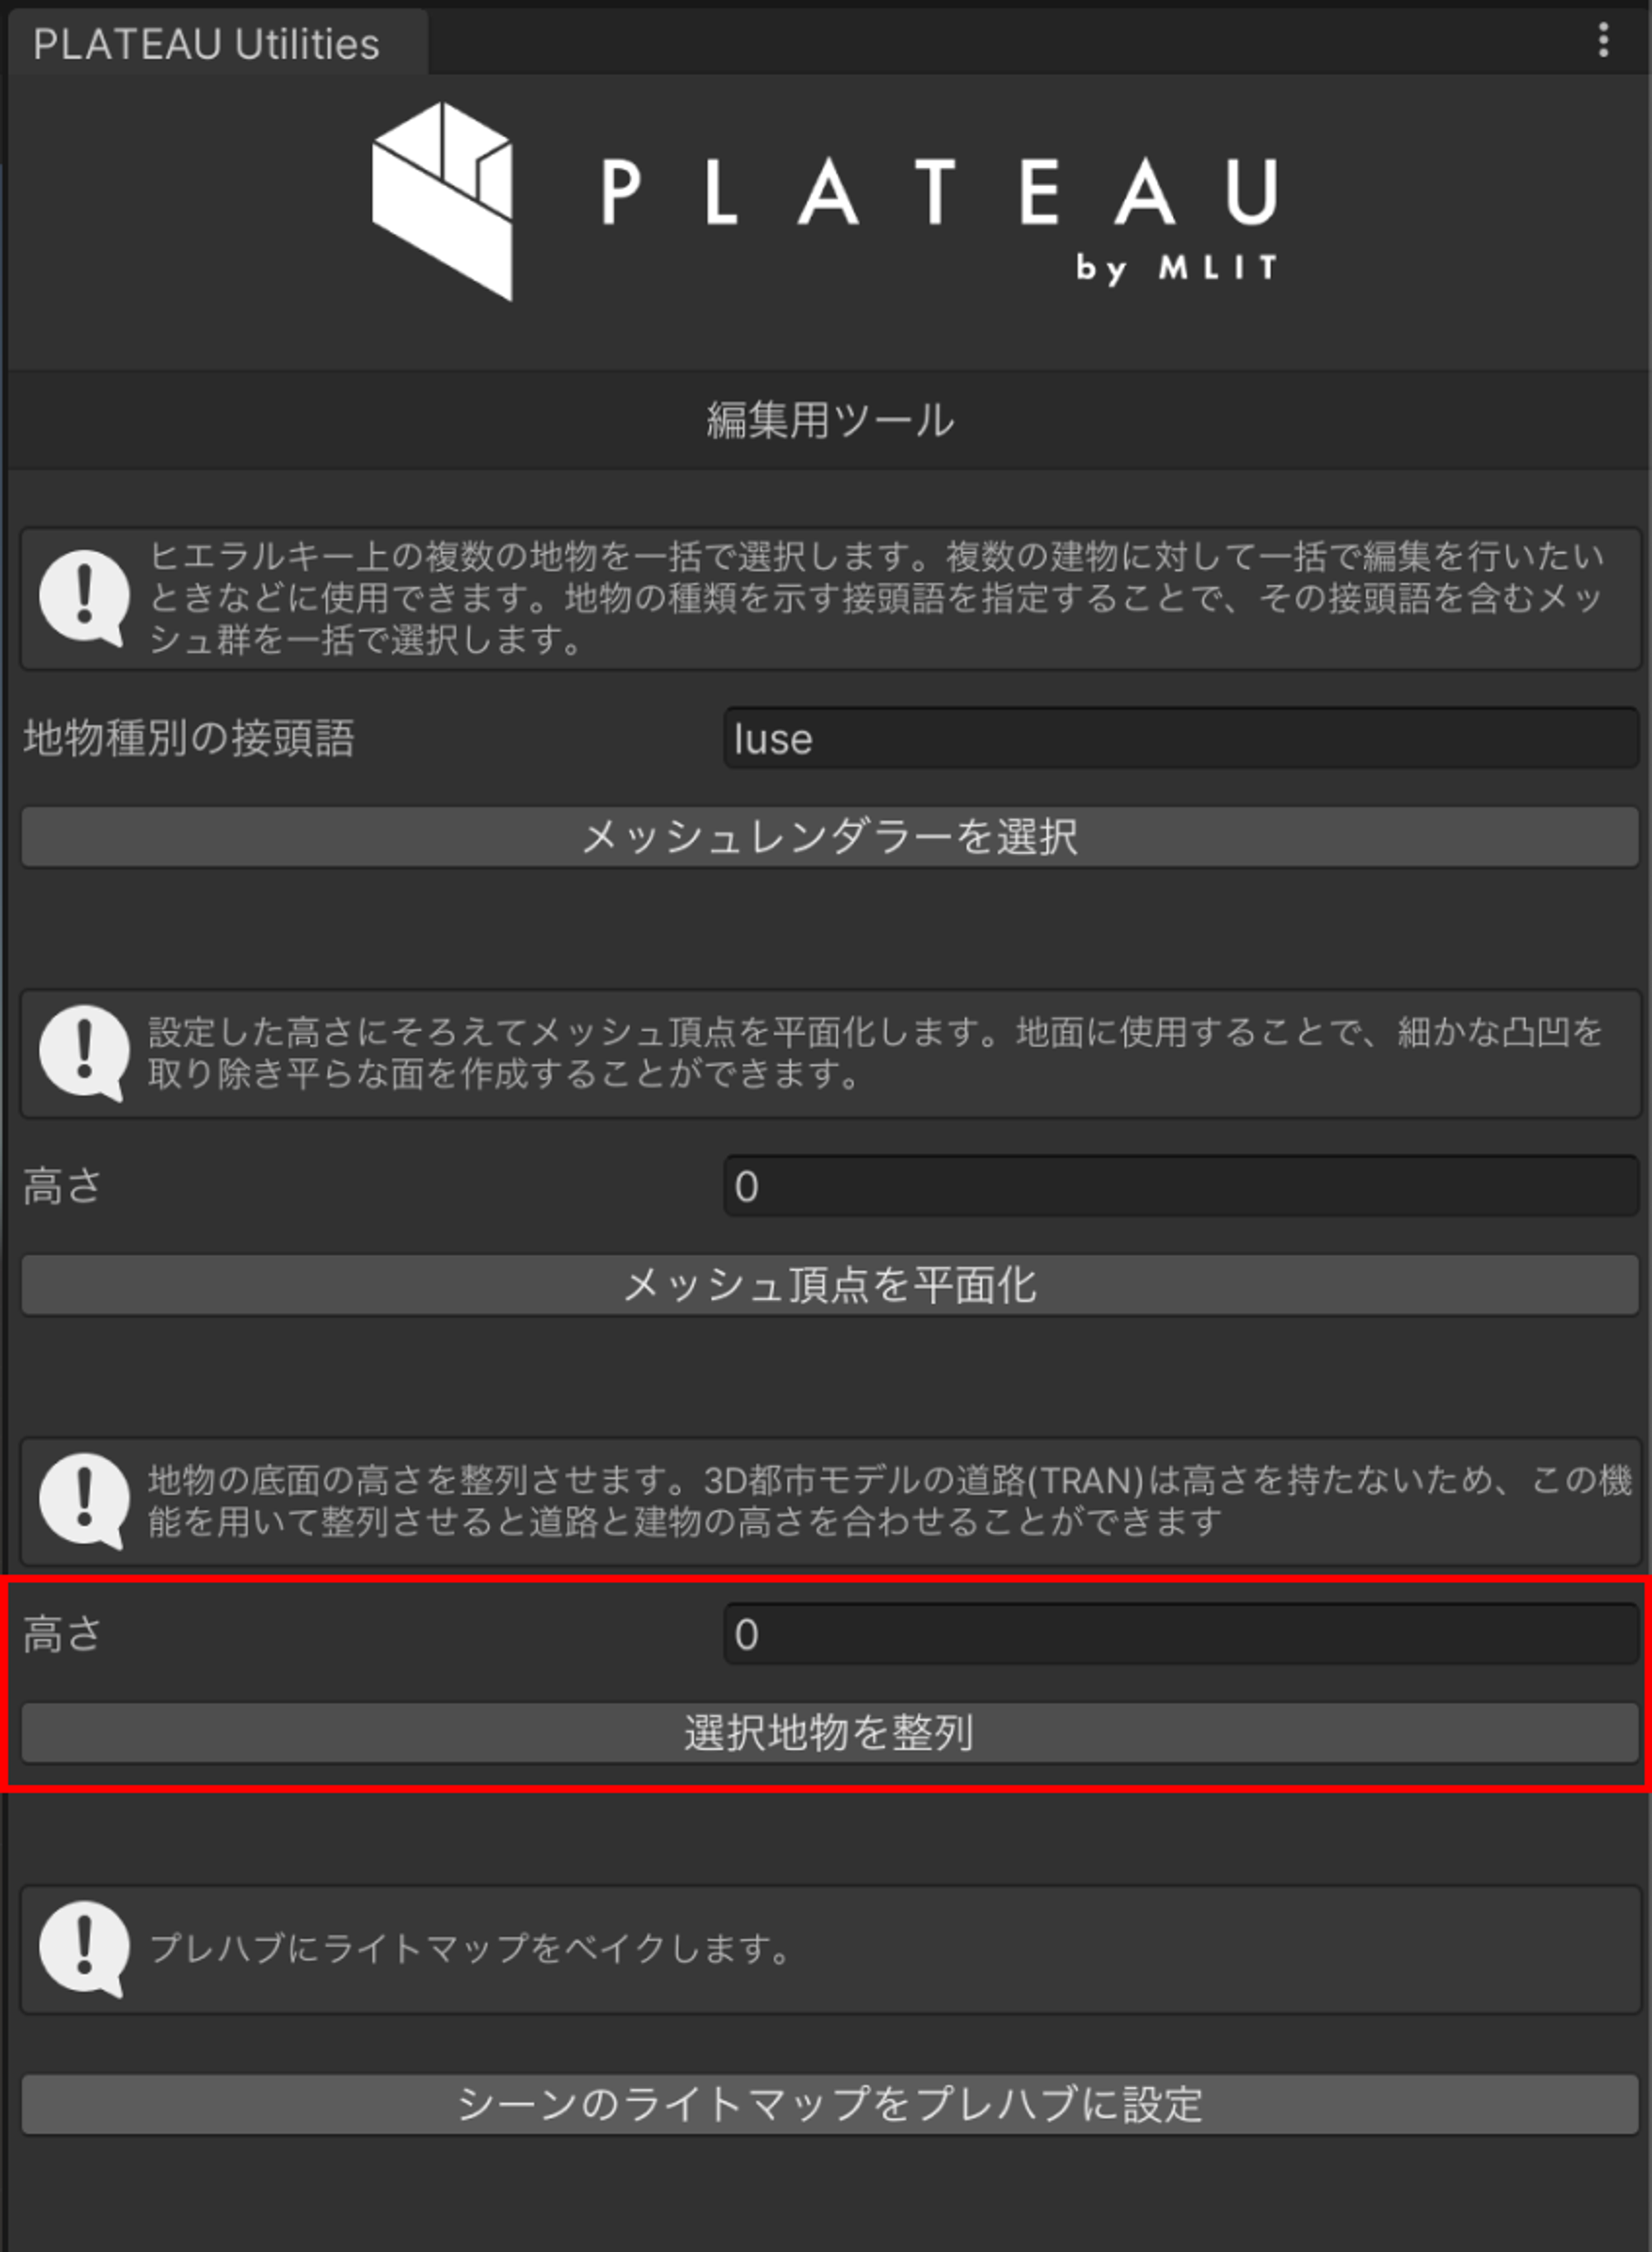 PLATEAU Utilities
PLATEAU
by MLIT
編集用ツール
ヒエラルキー上の複数の地物を一括で選択します。複数の建物に対して一括で編集を行いたい
ときなどに使用できます。地物の種類を示す接頭語を指定することで、その接頭語を含むメッ
シュ群を一括で選択します。
地物種別の接頭語 luse
メッシュレンダラーを選択
設定した高さにそろえてメッシュ頂点を平面化します。地面に使用することで、細かな凸凹を
取り除き平らな面を作成することができます。
高さ 0
メッシュ頂点を平面化
地物の底面の高さを整列させます。3D都市モデルの道路(TRAN)は高さを持たないため、この機
能を用いて整列させると道路と建物の高さを合わせることができます
高さ 0
選択地物を整列
プレハブにライトマップをベイクします。
シーンのライトマップをプレハブに設定